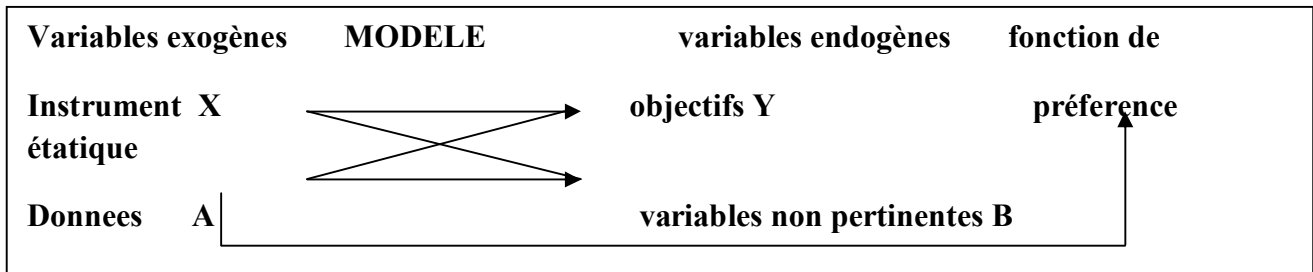 Variables exogènes MODELE variables endogènes fonction de
Instrument X objectifs Y préference
étatique
Donnees A variables non pertinentes B